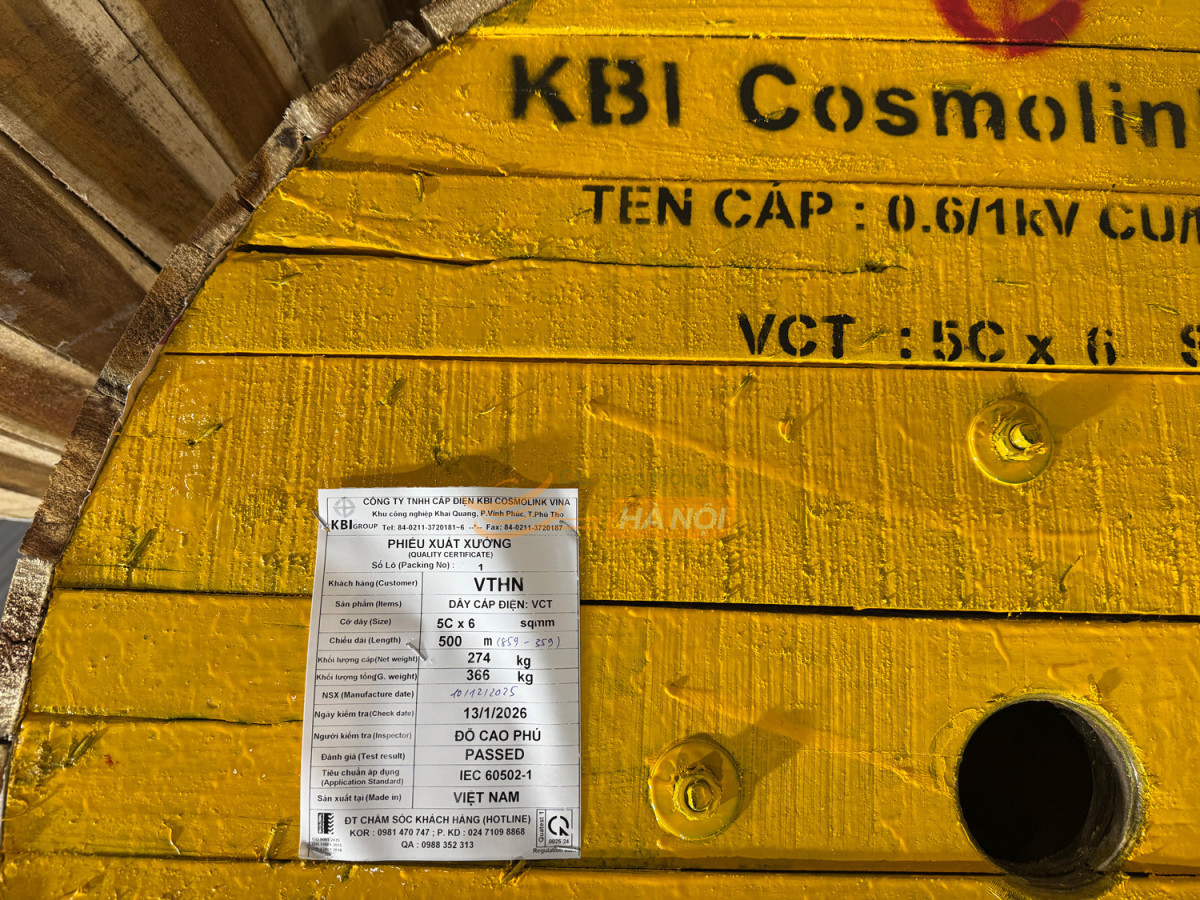 KBI Cosmolin
TEN CÁP : 0.6/1kV CU/
VCT : 5C x 6
HÀ NỘI
CÔNG TY TNHH CÁP ĐIỆN KBI COSMOLINK VINA
Khu công nghiệp Khai Quang, P.Vĩnh Phúc, T.Phú Thọ
KBI GROUP Tel: 84-0211-3720181~6 --*-- Fax: 84-0211-3720187
PHIẾU XUẤT XƯỞNG
(QUALITY CERTIFICATE)
Số Lô (Packing No) : 1
Khách hàng (Customer) VTHN
Sản phẩm (Items) DÂY CÁP ĐIỆN: VCT
Cỡ dây (Size) 5C x 6 sqmm
Chiều dài (Length) 500 m (859 - 359)
Khối lượng cáp(Net weight) 274 kg
Khối lượng tổng(G. weight) 366 kg
NSX (Manufacture date) 10/12/2025
Ngày kiểm tra(Check date) 13/1/2026
Người kiểm tra (Inspector) ĐỖ CAO PHÚ
Đánh giá (Test result) PASSED
Tiêu chuẩn áp dụng
(Application Standard) IEC 60502-1
Sản xuất tại (Made in) VIỆT NAM
ĐT CHĂM SÓC KHÁCH HÀNG (HOTLINE)
KOR : 0981 470 747 ; P. KD : 024 7109 8868
QA : 0988 352 313
Quatest 1